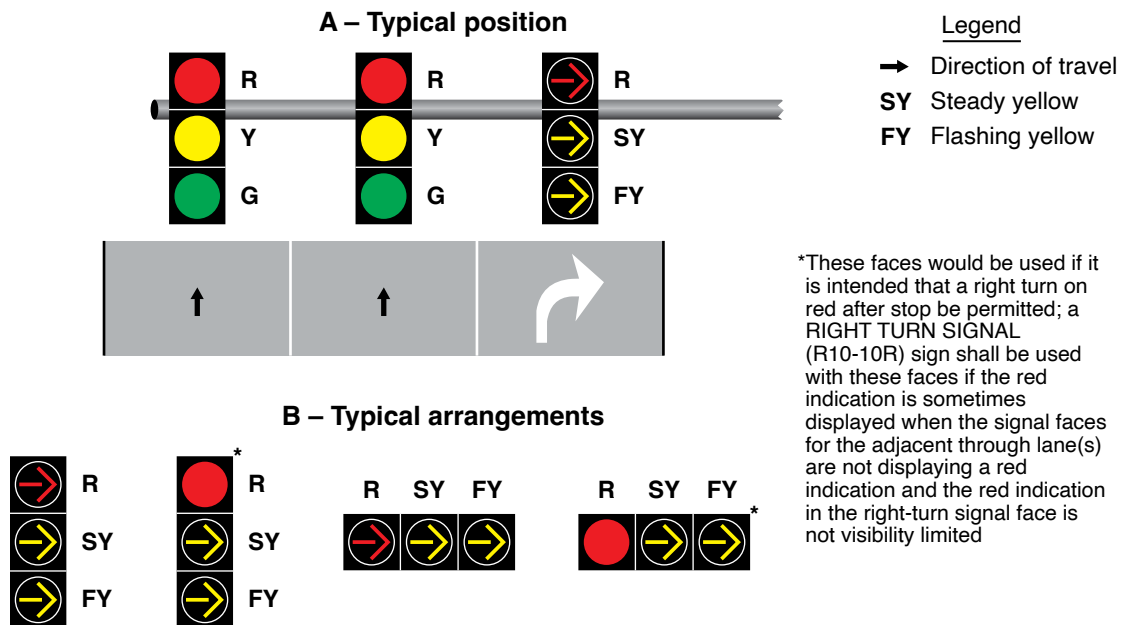 A – Typical position
R
R
R
Y
Y
SY
G
G
FY
Legend
Direction of travel
SY Steady yellow
FY Flashing yellow
*These faces would be used if it
is intended that a right turn on
red after stop be permitted; a
RIGHT TURN SIGNAL
(R10-10R) sign shall be used
with these faces if the red
indication is sometimes
displayed when the signal faces
for the adjacent through lane(s)
are not displaying a red
indication and the red indication
in the right-turn signal face is
not visibility limited
B – Typical arrangements
R
SY
FY
*
R
SY
FY
R SY FY
R SY FY
*